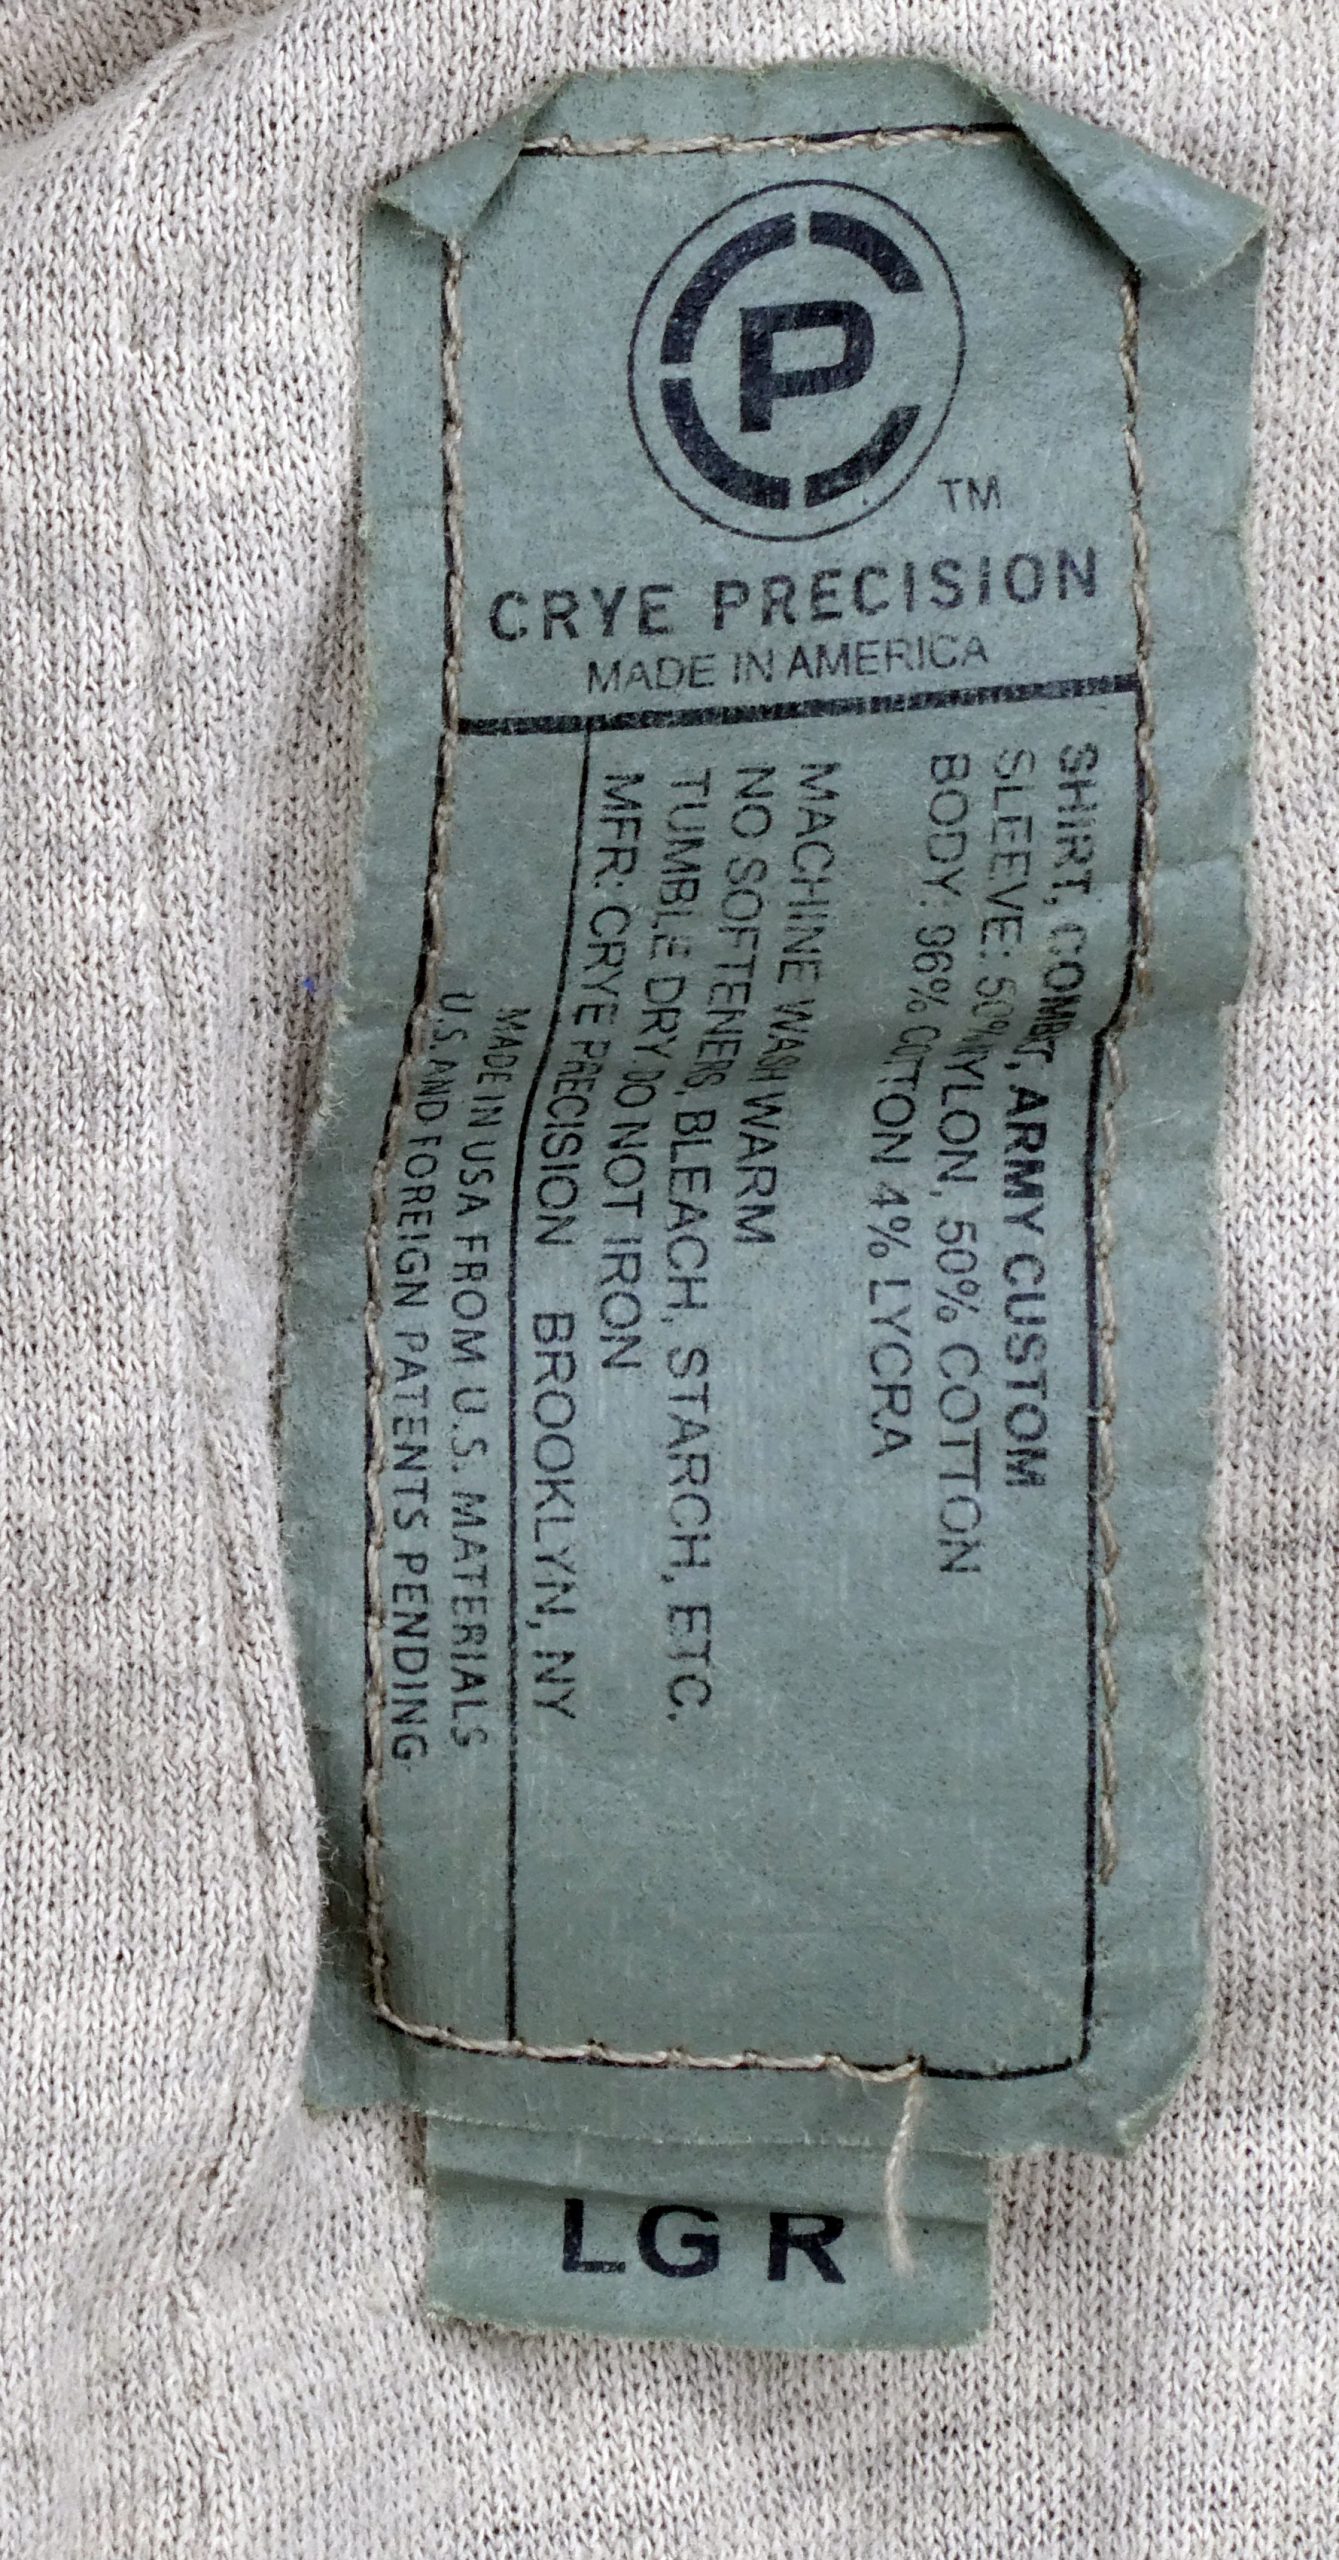 CP
TM
CRYE PRECISION
MADE IN AMERICA
SHIRT, COMBAT, ARMY CUSTOM
SLEEVE: 50% NYLON, 50% COTTON
BODY: 96% COTTON 4% LYCRA
MACHINE WASH WARM
NO SOFTENERS, BLEACH, STARCH, ETC.
TUMBLE DRY, DO NOT IRON
MFR: CRYE PRECISION BROOKLYN, NY
MADE IN USA FROM U.S. MATERIALS
U.S. AND FOREIGN PATENTS PENDING
LG R